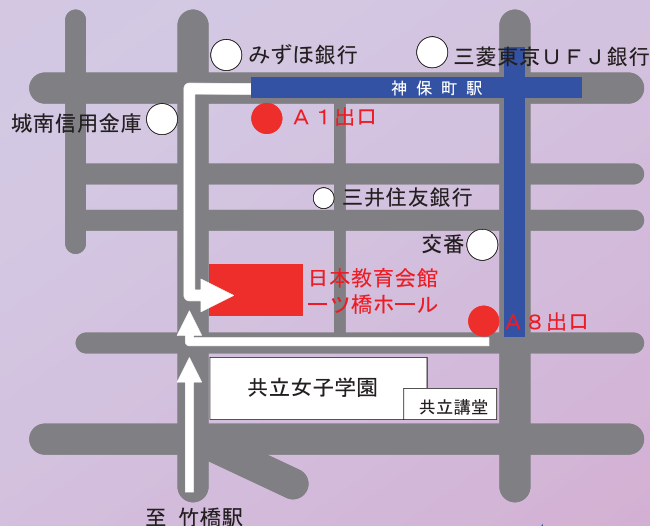 みずほ銀行
三菱東京ＵＦＪ銀行
神保町駅
城南信用金庫
Ａ１出口
三井住友銀行
交番
日本教育会館
一ツ橋ホール
Ａ８出口
共立女子学園
共立講堂
至 竹橋駅